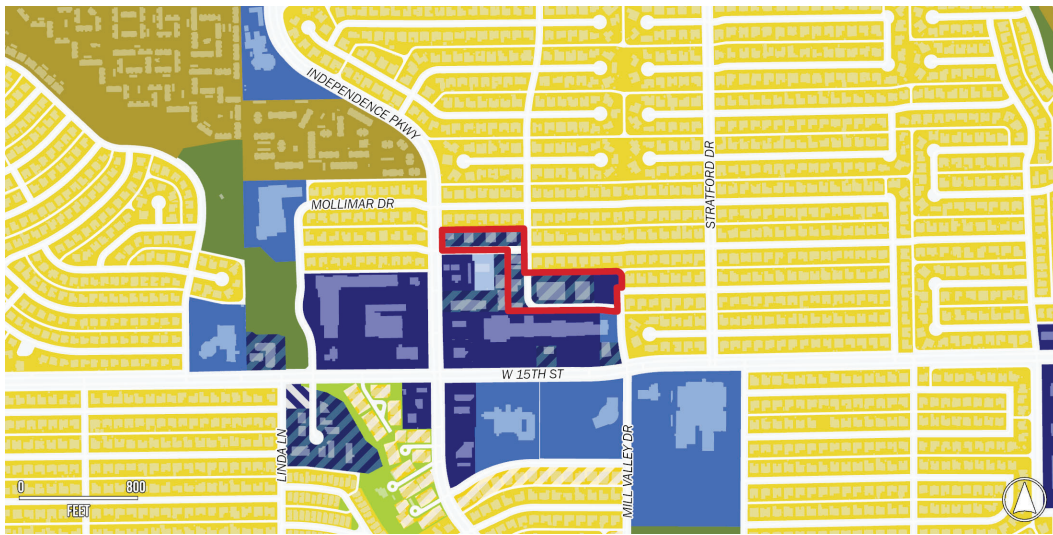 INDEPENDENCE PKWY
STRATFORD DR
MOLLIMAR DR
W 15TH ST
LINDA LN
MILL VALLEY DR
0 800
FEET